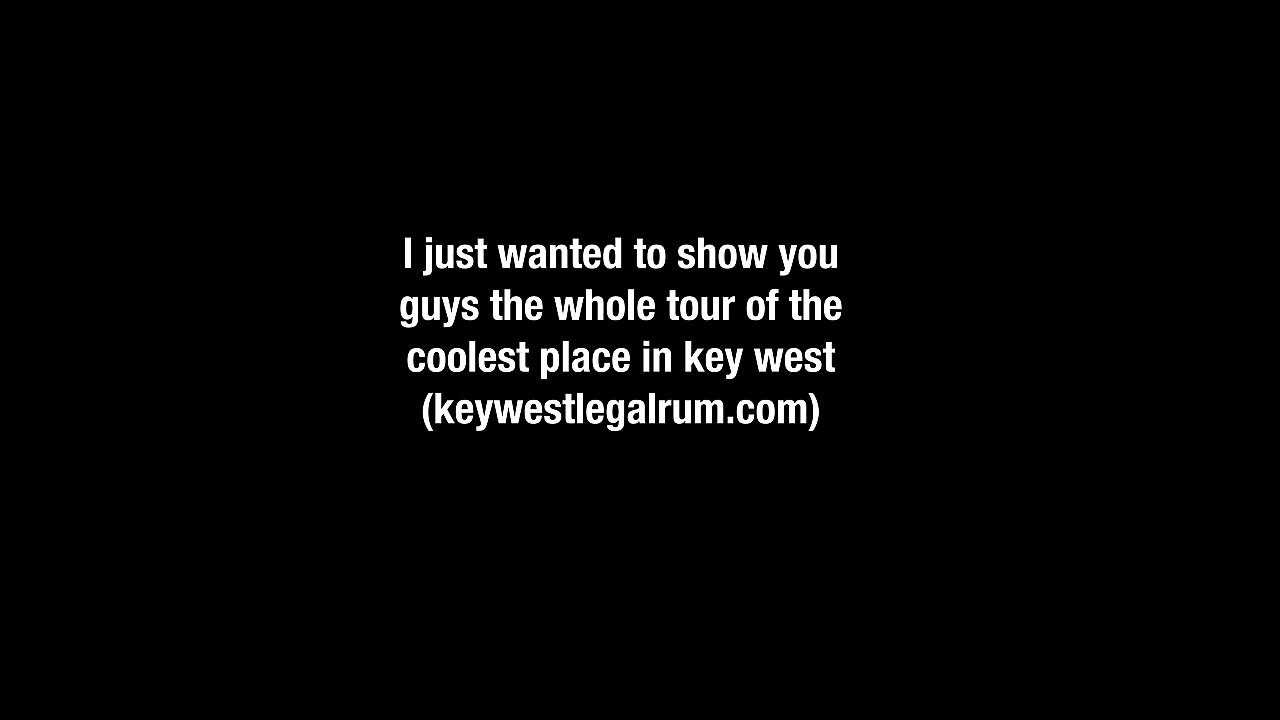 I just wanted to show you
guys the whole tour of the
coolest place in key west
(keywestlegalrum.com)